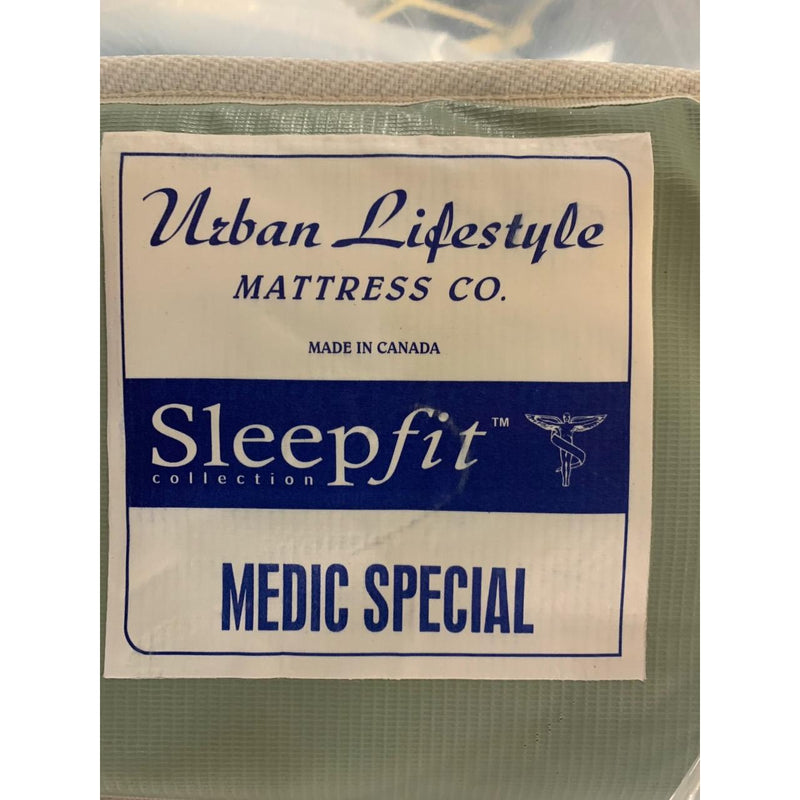 Urban Lifestyle
MATTRESS CO.
MADE IN CANADA
Sleepfit™
collection
MEDIC SPECIAL